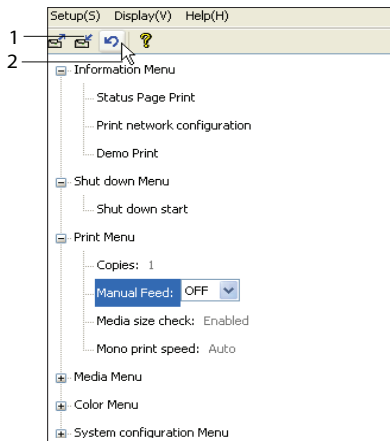 Setup(S) Display(V) Help(H)
1
2
Information Menu
Status Page Print
Print network configuration
Demo Print
Shut down Menu
Shut down start
Print Menu
Copies: 1
Manual Feed: OFF
Media size check: Enabled
Mono print speed: Auto
Media Menu
Color Menu
System configuration Menu